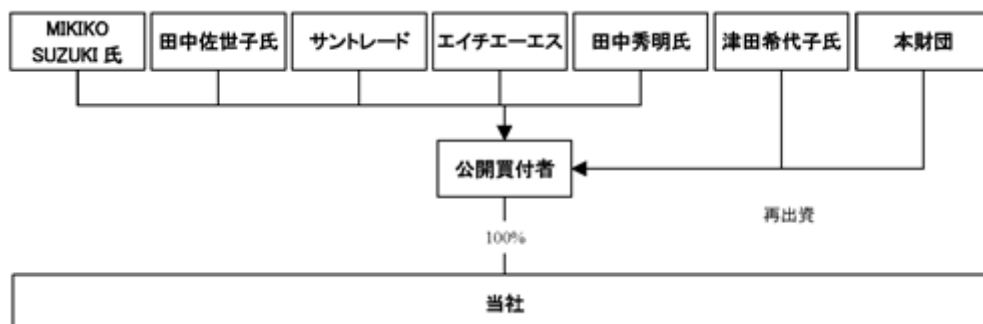 MIKIKO
SUZUKI 氏
田中佐世子氏
サントレード
エイチエーエス
田中秀明氏
津田希代子氏
本財団
公開買付者
再出資
100%
当社